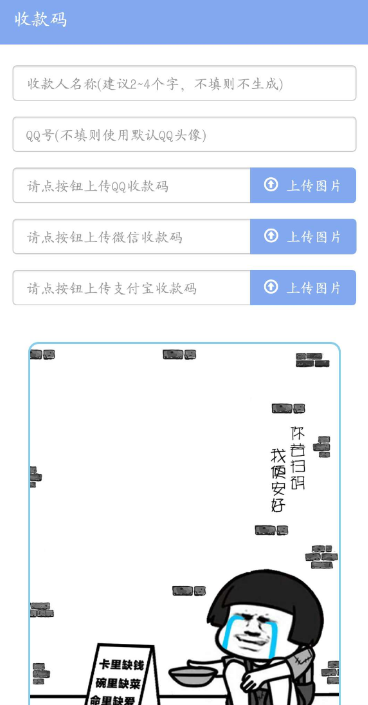 收款码
收款人名称(建议2~4个字，不填则不生成)
QQ号(不填则使用默认QQ头像)
请点按钮上传QQ收款码
上传图片
请点按钮上传微信收款码
上传图片
请点按钮上传支付宝收款码
上传图片
你若扫码
我便安好
卡里缺钱
碗里缺菜
命里缺爱